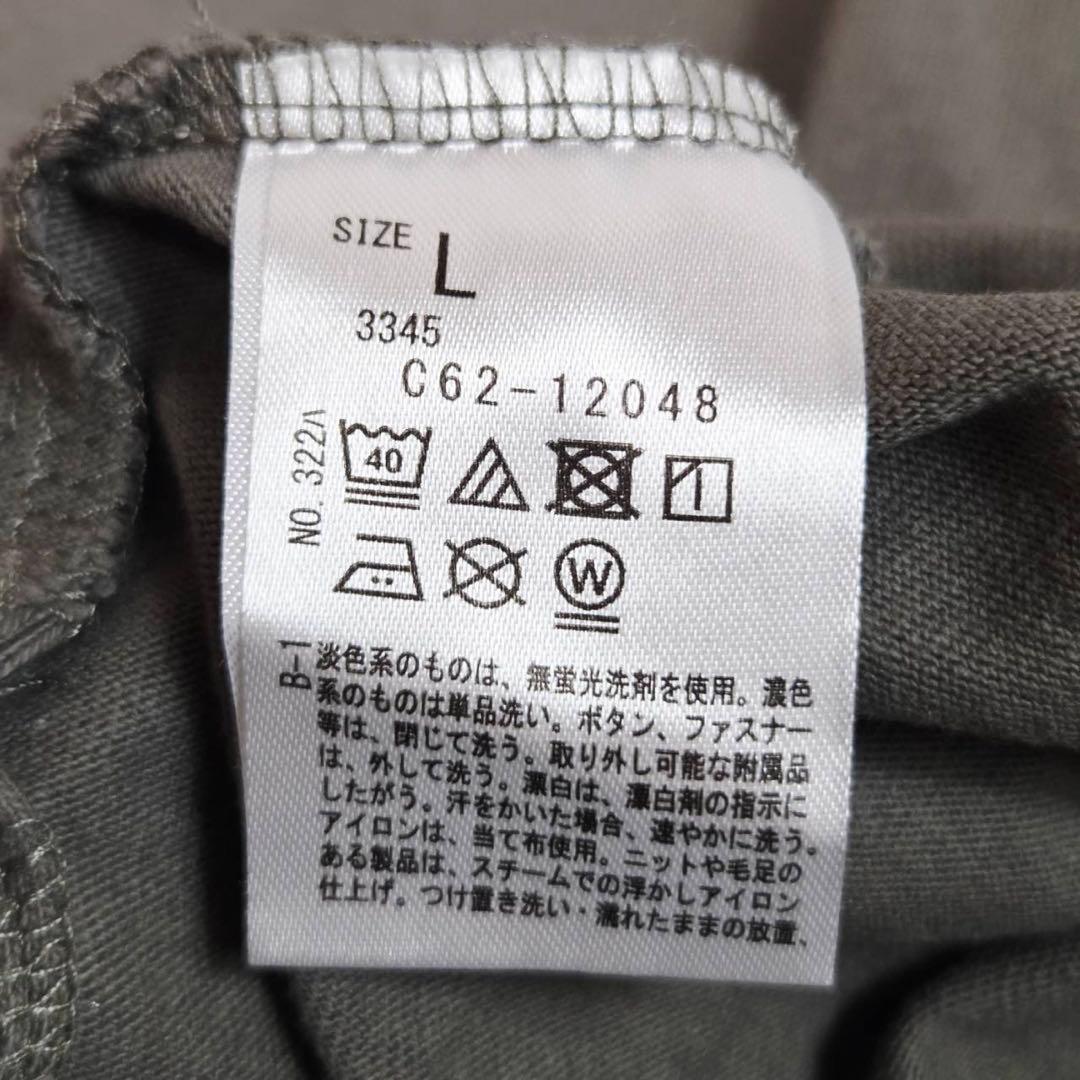 SIZE L
3345
C62-12048
NO. 322ハ
40
W
B-1
淡色系のものは、無蛍光洗剤を使用。濃色
系のものは単品洗い。ボタン、ファスナー
等は、閉じて洗う。取り外し可能な附属品
は、外して洗う。漂白は、漂白剤の指示に
したがう。汗をかいた場合、速やかに洗う。
アイロンは、当て布使用。ニットや毛足の
ある製品は、スチームでの浮かしアイロン
仕上げ。つけ置き洗い・濡れたままの放置、